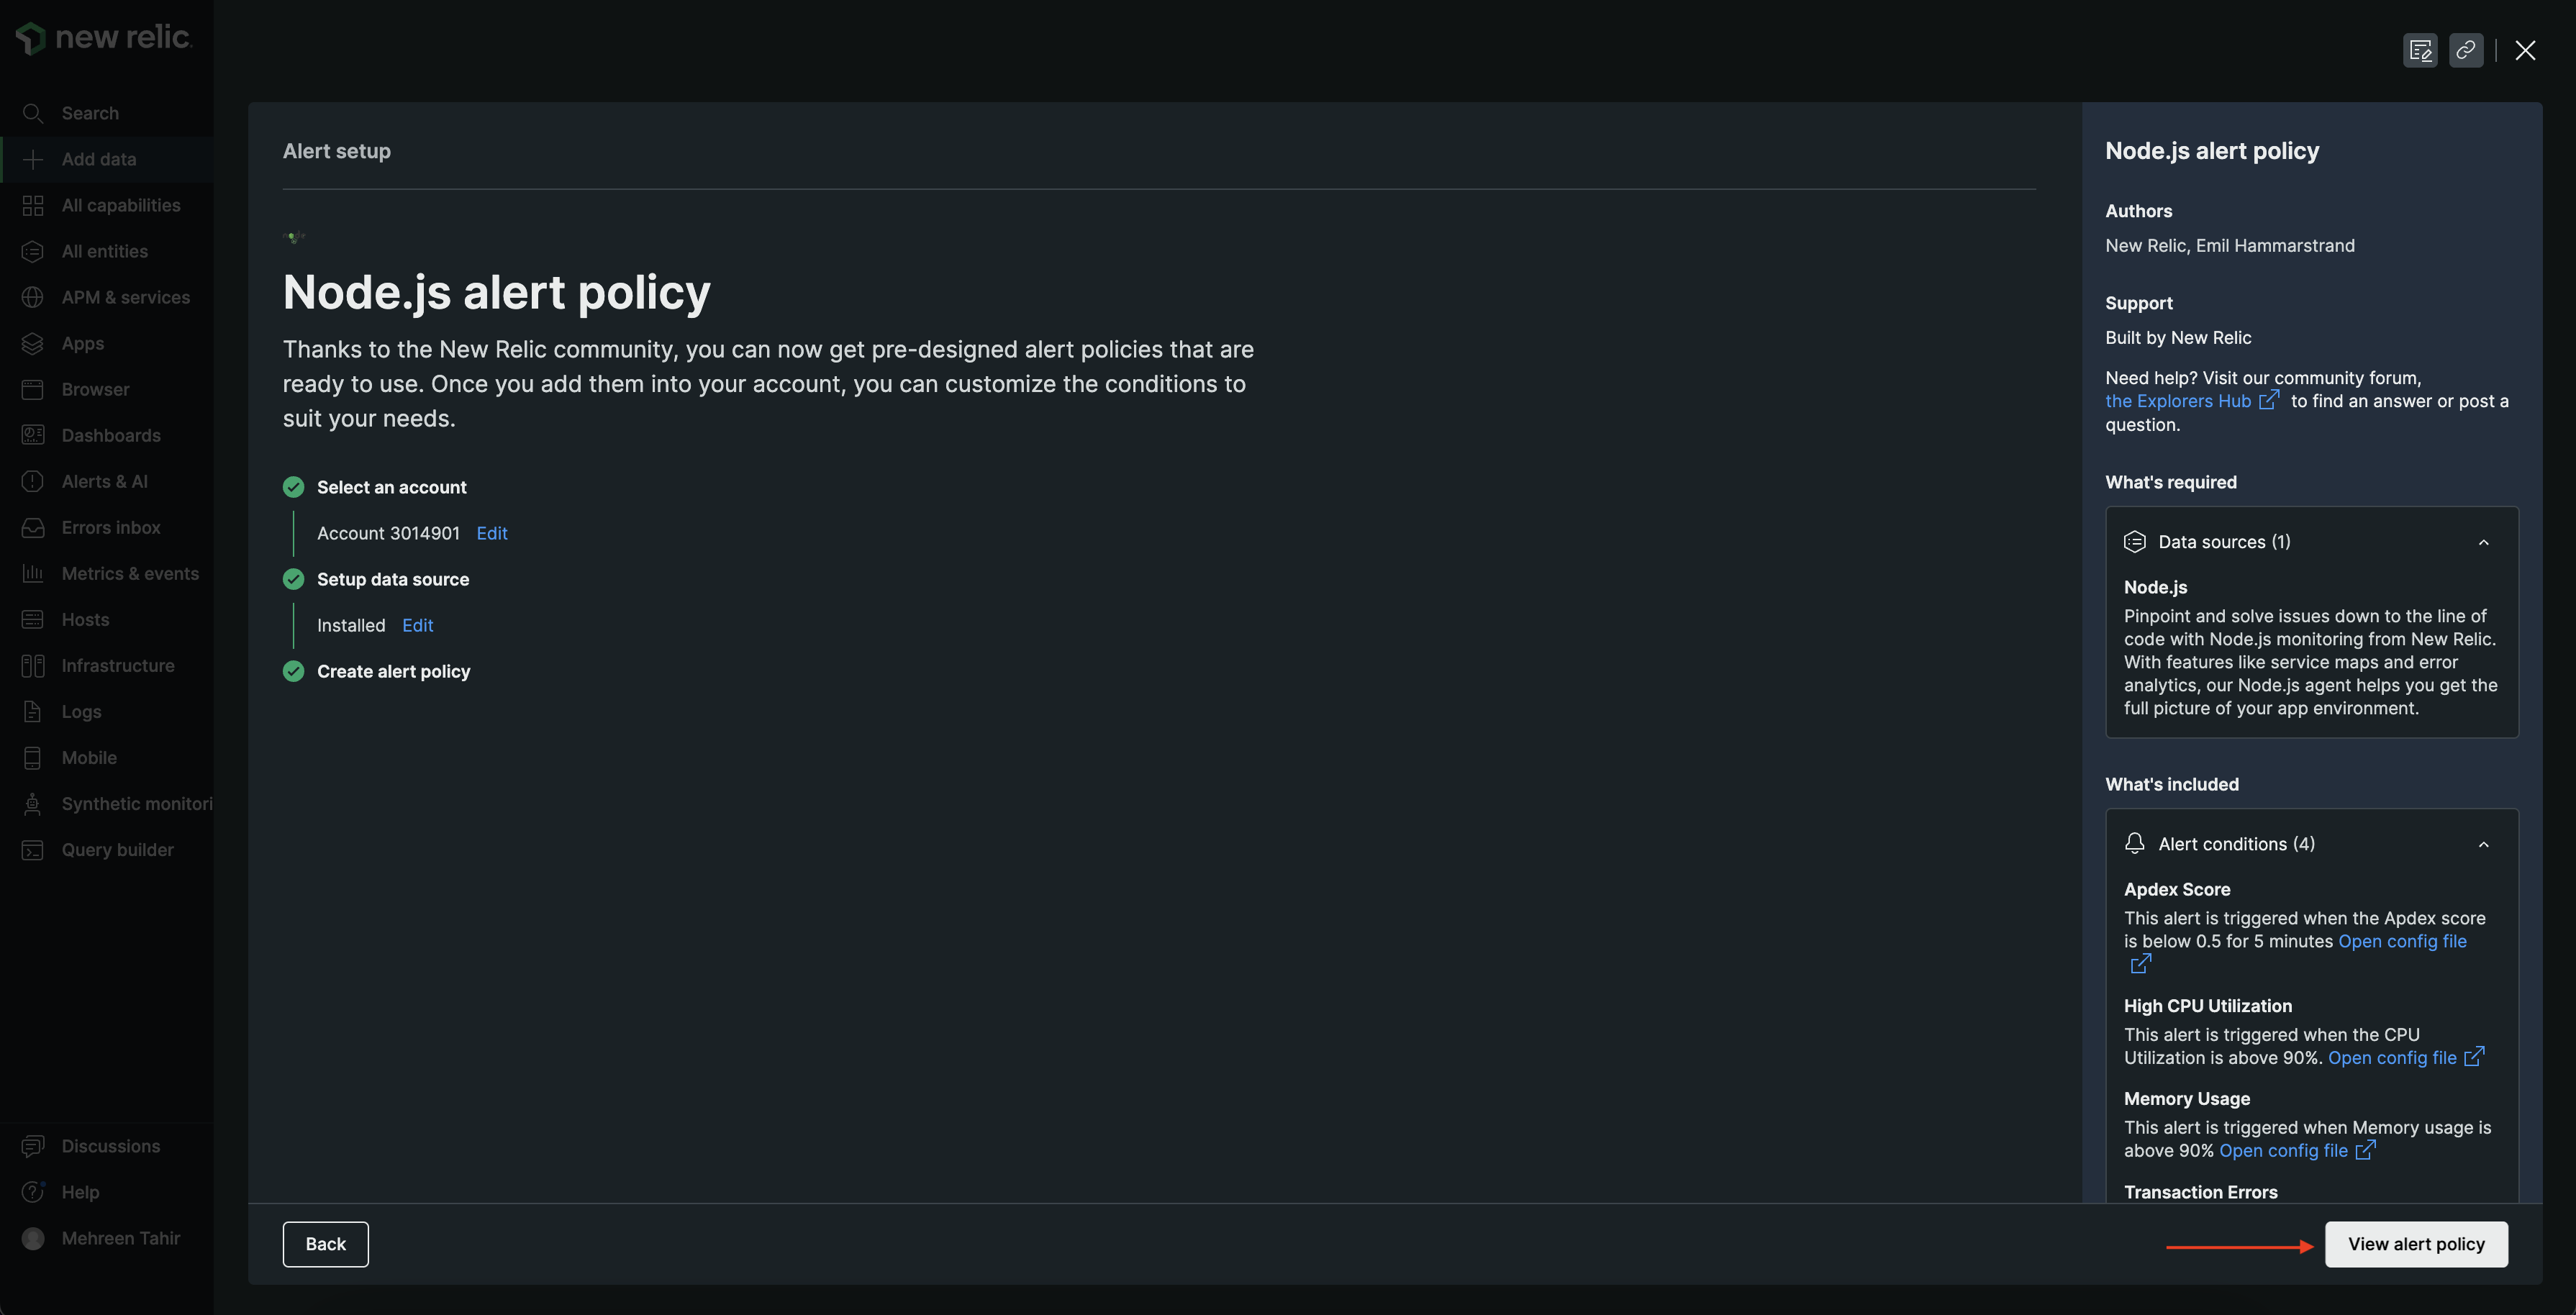 new relic.
Search
Add data
All capabilities
All entities
APM & services
Apps
Browser
Dashboards
Alerts & AI
Errors inbox
Metrics & events
Hosts
Infrastructure
Logs
Mobile
Synthetic monitori
Query builder
Discussions
Help
Mehreen Tahir
Alert setup
Node.js alert policy
Thanks to the New Relic community, you can now get pre-designed alert policies that are
ready to use. Once you add them into your account, you can customize the conditions to
suit your needs.
Select an account
Account 3014901 Edit
Setup data source
Installed Edit
Create alert policy
Back
View alert policy
Node.js alert policy
Authors
New Relic, Emil Hammarstrand
Support
Built by New Relic
Need help? Visit our community forum,
the Explorers Hub to find an answer or post a
question.
What's required
Data sources (1)
Node.js
Pinpoint and solve issues down to the line of
code with Node.js monitoring from New Relic.
With features like service maps and error
analytics, our Node.js agent helps you get the
full picture of your app environment.
What's included
Alert conditions (4)
Apdex Score
This alert is triggered when the Apdex score
is below 0.5 for 5 minutes Open config file
High CPU Utilization
This alert is triggered when the CPU
Utilization is above 90%. Open config file
Memory Usage
This alert is triggered when Memory usage is
above 90% Open config file
Transaction Errors